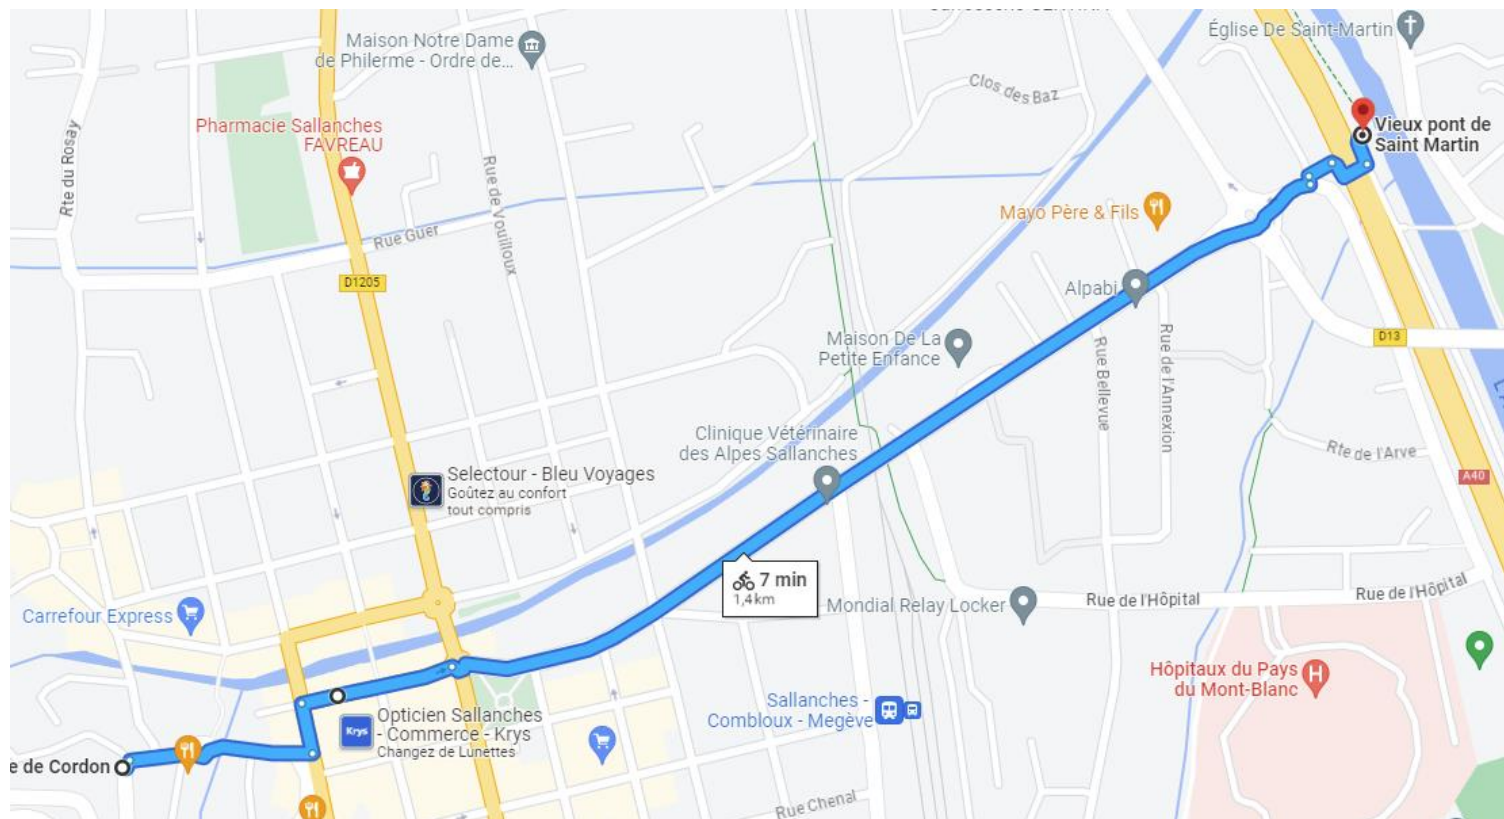 Église De Saint-Martin
Maison Notre Dame
de Philerme - Ordre de...
Clos des Baz
Pharmacie Sallanches
FAVREAU
Vieux pont de
Saint Martin
Rte du Rosay
Rue de Vouilloux
Mayo Père & Fils
Rue Guer
D1205
Alpabi
Maison De La
Petite Enfance
D13
Rue Bellevue
Rue de l'Annexion
Clinique Vétérinaire
des Alpes Sallanches
Rte de l'Arve
Selectour - Bleu Voyages
Goûtez au confort
tout compris
A40
7 min
1,4 km
Carrefour Express
Mondial Relay Locker
Rue de l'Hôpital
Rue de l'Hôpital
Hôpitaux du Pays
du Mont-Blanc
H
Sallanches -
Combloux - Megève
Krys
Opticien Sallanches
- Commerce - Krys
Changez de Lunettes
e de Cordon
Rue Chenal